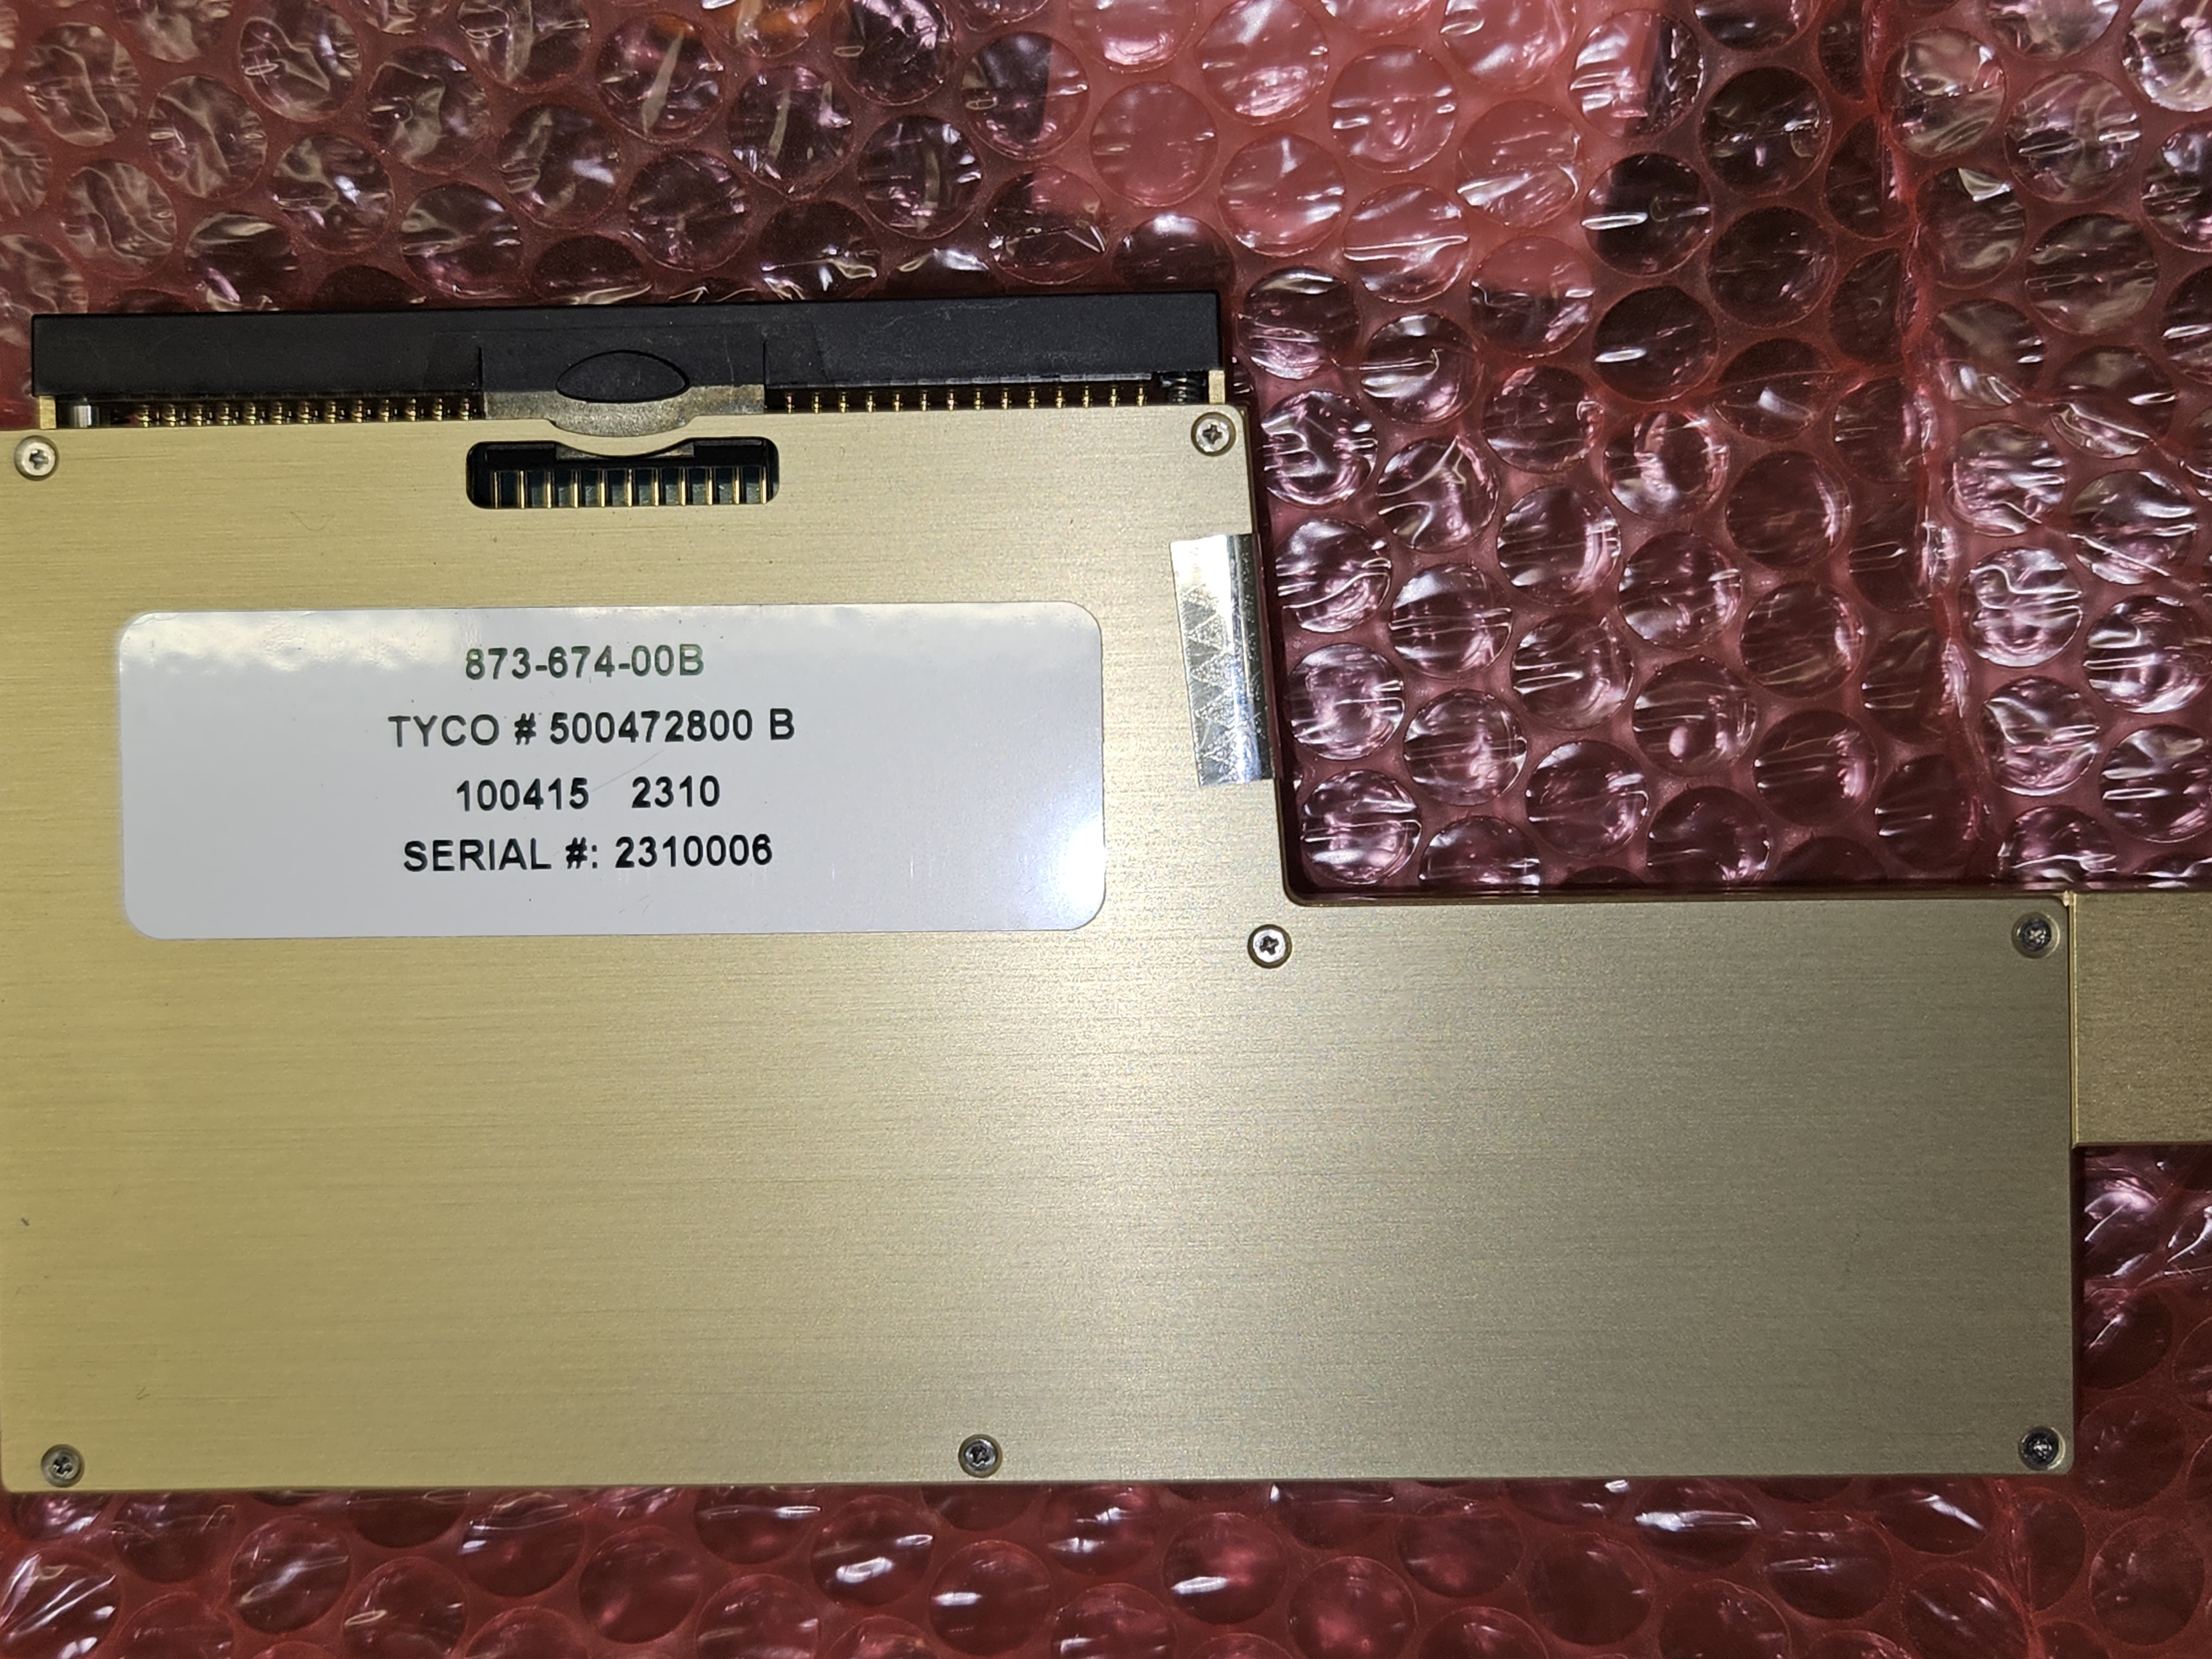 873-674-00B
TYCO # 500472800 B
100415 2310
SERIAL #: 2310006